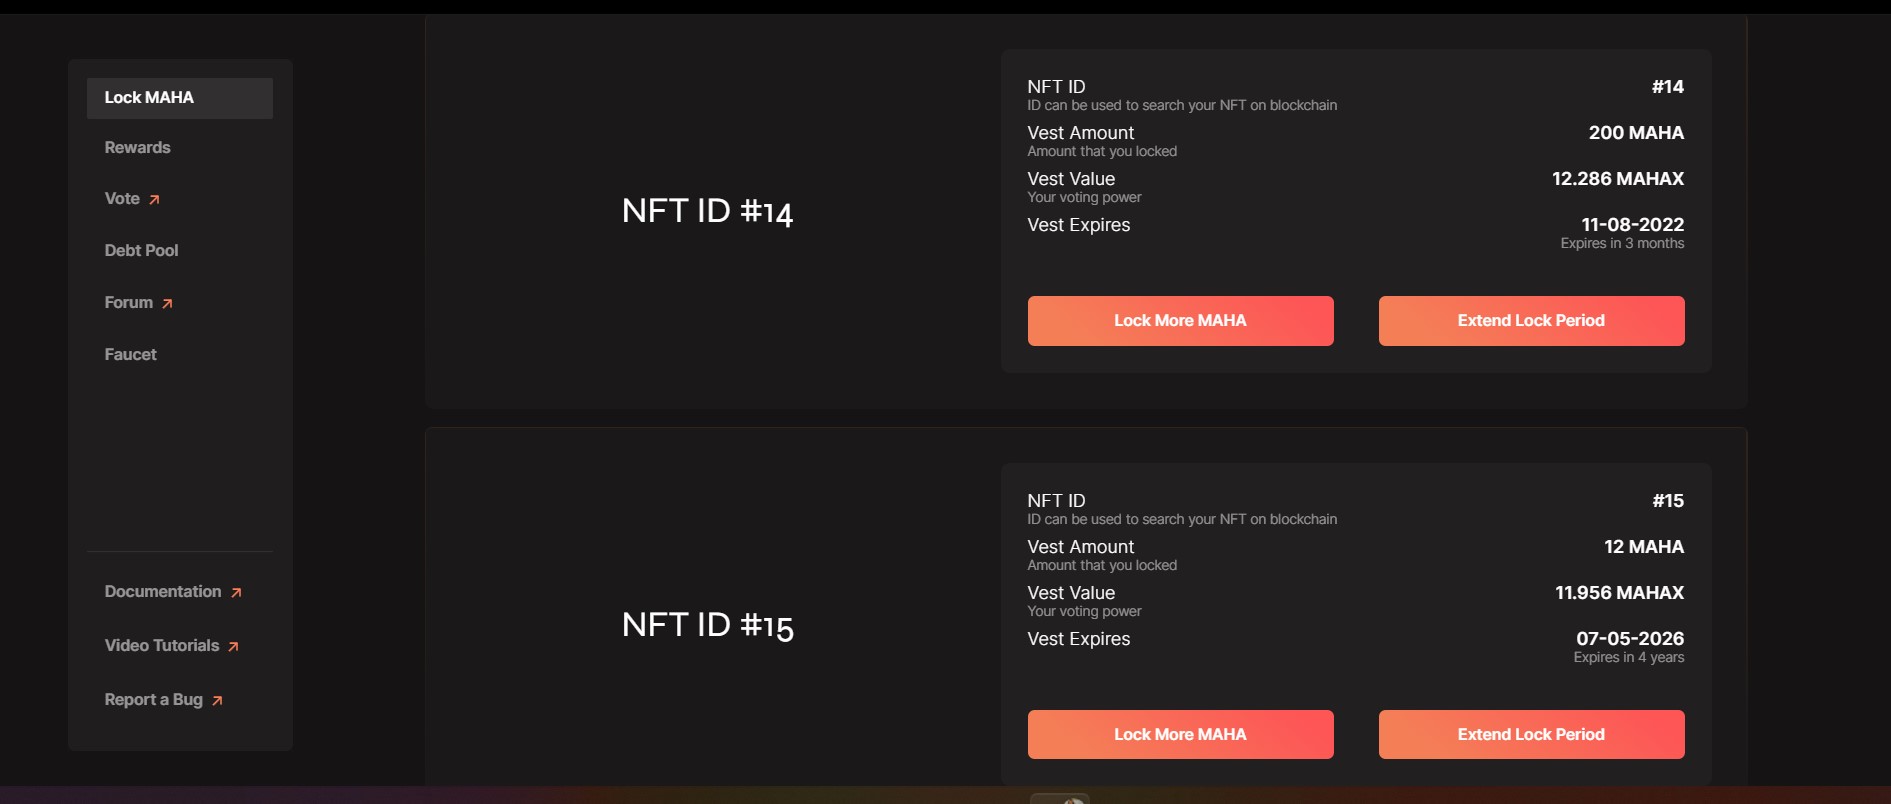 Lock MAHA
Rewards
Vote
Debt Pool
Forum
Faucet
Documentation
Video Tutorials
Report a Bug
NFT ID #14
NFT ID #14
ID can be used to search your NFT on blockchain
Vest Amount 200 MAHA
Amount that you locked
Vest Value 12.286 MAHAX
Your voting power
Vest Expires 11-08-2022
Expires in 3 months
Lock More MAHA Extend Lock Period
NFT ID #15
NFT ID #15
ID can be used to search your NFT on blockchain
Vest Amount 12 MAHA
Amount that you locked
Vest Value 11.956 MAHAX
Your voting power
Vest Expires 07-05-2026
Expires in 4 years
Lock More MAHA Extend Lock Period